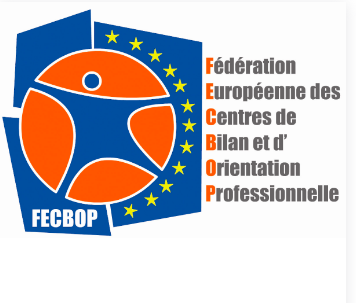 Fédération
Européenne des
Centres de
Bilan et d'
Orientation
Professionnelle
FECBOP